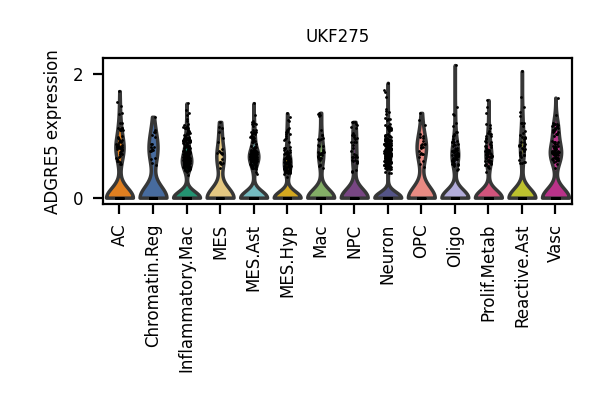 UKF275
ADGRE5 expression
2
0
AC
Chromatin.Reg
Inflammatory.Mac
MES
MES.Ast
MES.Hyp
Mac
NPC
Neuron
OPC
Oligo
Prolif.Metab
Reactive.Ast
Vasc